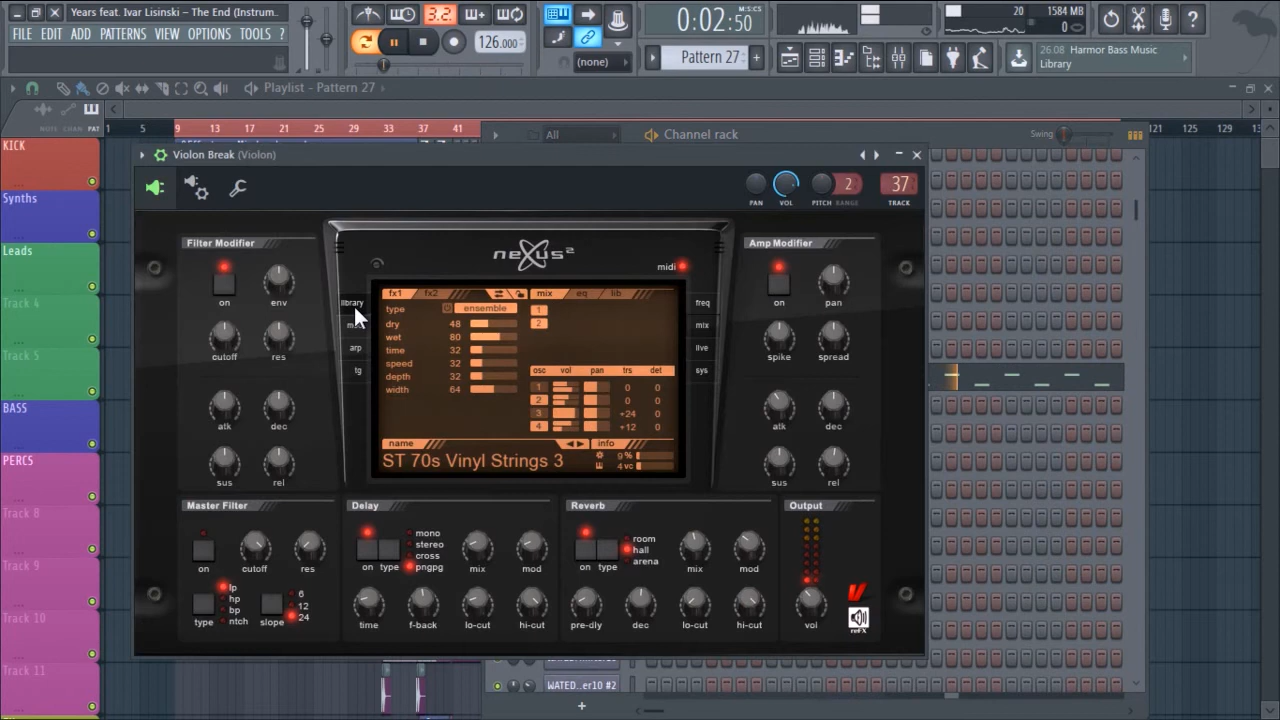 Years feat. Ivar Lisinski – The End (Instrum..
FILE EDIT ADD PATTERNS VIEW OPTIONS TOOLS ?
3.2.
126.000
(none)
M:S:CS
0:02:50
Pattern 27
20
1584 MB
0
26.08 Harmor Bass Music
Library
Playlist - Pattern 27
NOTE CHAN PAT
1 5 9 13 17 21 25 29 33 37 41
121 125 129
All
Channel rack
Swing
KICK
Synths
Leads
Track 4
Track 5
BASS
PERCS
Track 8
Track 9
Track 10
Track 11
Violon Break (Violon)
2
37
PAN VOL PITCH RANGE TRACK
Filter Modifier
on env
cutoff res
atk dec
sus rel
nexus²
midi
library
arp
tg
freq
mix
live
sys
fx1 fx2
type ensemble
dry 48
wet 80
time 32
speed 32
depth 32
width 64
mix eq lib
1
2
osc vol pan trs det
1 0 0
2 0 0
3 +24 0
4 +12 0
name info
ST 70s Vinyl Strings 3
9 %
4 vc
Amp Modifier
on pan
spike spread
atk dec
sus rel
Master Filter
on cutoff res
type
lp
hp
bp
ntch
slope
6
12
24
Delay
on type
mono
stereo
cross
pngpg
mix mod
time f-back lo-cut hi-cut
Reverb
on type
room
hall
arena
mix mod
pre-dly dec lo-cut hi-cut
Output
vol
reFX
WATED...er10 #2